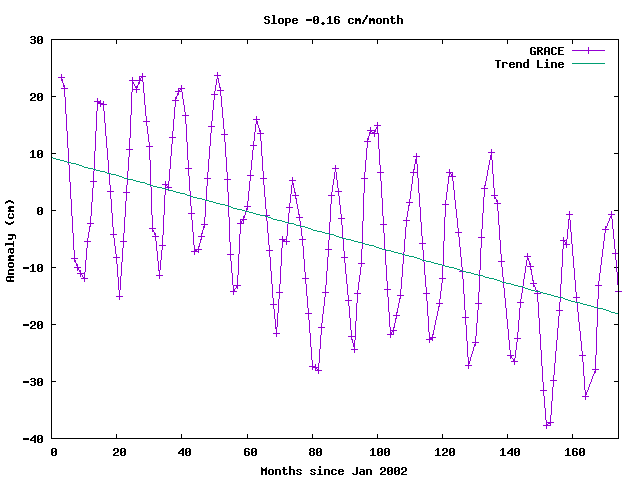 Slope -0.16 cm/month
GRACE
Trend Line
30
20
10
0
-10
-20
-30
-40
Anomaly (cm)
0 20 40 60 80 100 120 140 160
Months since Jan 2002